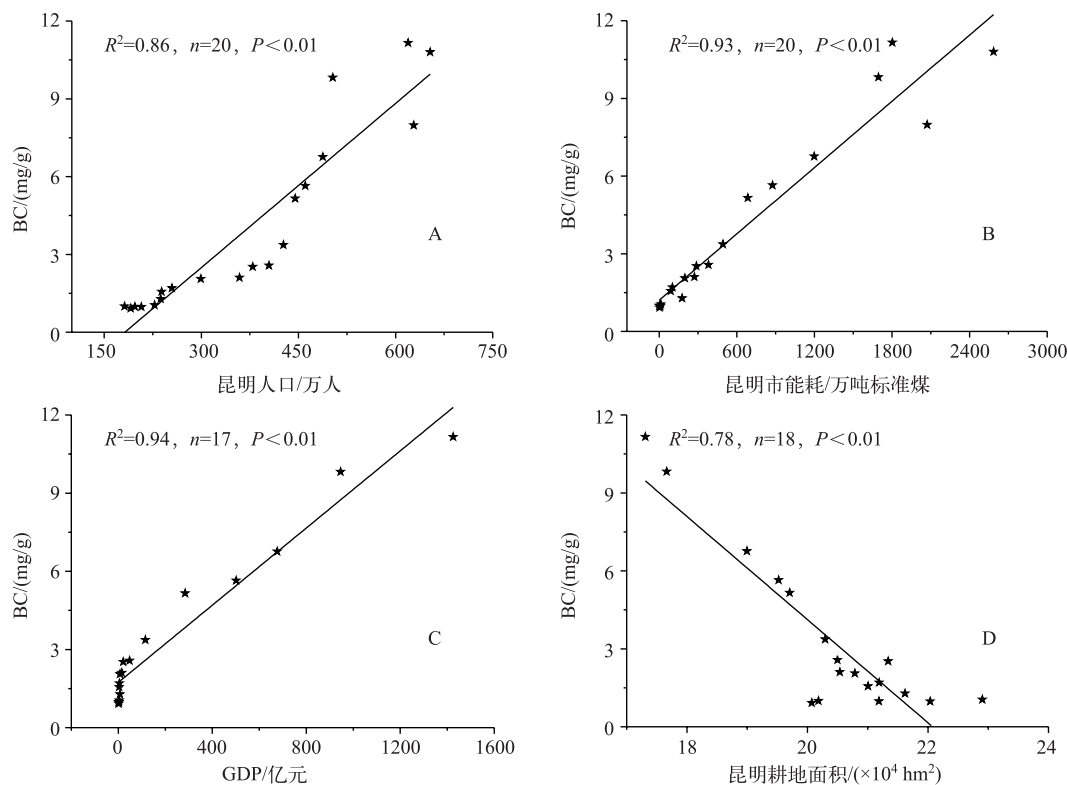 R²=0.86，n=20，P＜0.01
12
9
6
3
0
BC/(mg/g)
A
150 300 450 600 750
昆明人口/万人
R²=0.93，n=20，P＜0.01
12
9
6
3
0
BC/(mg/g)
B
0 600 1200 1800 2400 3000
昆明市能耗/万吨标准煤
R²=0.94，n=17，P＜0.01
12
9
6
3
0
BC/(mg/g)
C
0 400 800 1200 1600
GDP/亿元
R²=0.78，n=18，P＜0.01
12
9
6
3
0
BC/(mg/g)
D
18 20 22 24
昆明耕地面积/(×10⁴ hm²)